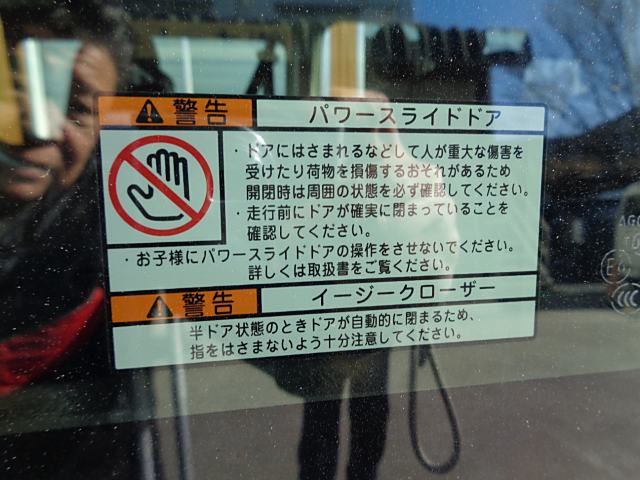 警告 パワースライドドア
・ドアにはさまれるなどして人が重大な傷害を
受けたり荷物を損傷するおそれがあるため
開閉時は周囲の状態を必ず確認してください。
・走行前にドアが確実に閉まっていることを
確認してください。
・お子様にパワースライドドアの操作をさせないでください。
詳しくは取扱書をご覧ください。
警告 イージークローザー
半ドア状態のときドアが自動的に閉まるため、
指をはさまないよう十分注意してください。